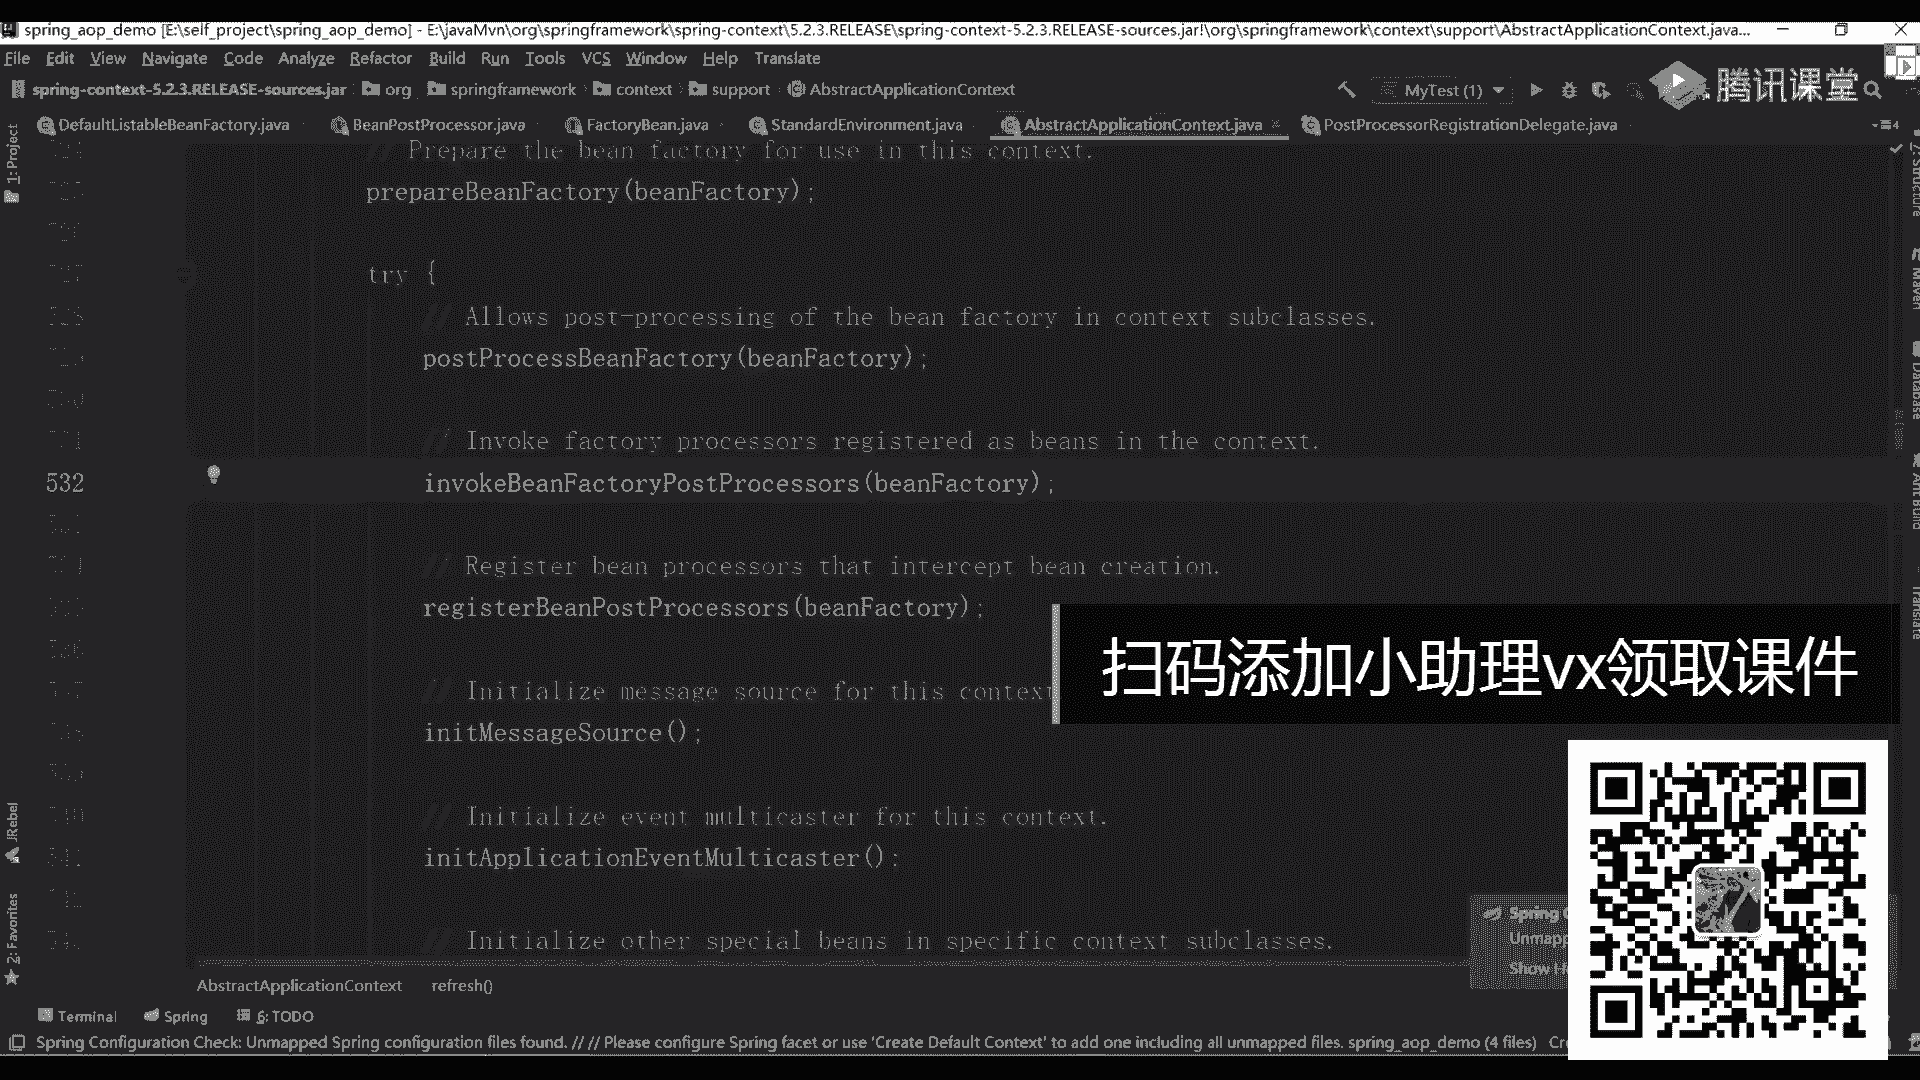 spring_aop_demo [E:\self_project\spring_aop_demo] - E:\javaMvn\org\springframework\spring-context\5.2.3.RELEASE\spring-context-5.2.3.RELEASE-sources.jar!\org\springframework\context\support\AbstractApplicationContext.java...
File Edit View Navigate Code Analyze Refactor Build Run Tools VCS Window Help Translate
spring-context-5.2.3.RELEASE-sources.jar org springframework context support AbstractApplicationContext MyTest (1) 腾讯课堂
DefaultListableBeanFactory.java BeanPostProcessor.java FactoryBean.java StandardEnvironment.java AbstractApplicationContext.java PostProcessorRegistrationDelegate.java
1: Project
// Prepare the bean factory for use in this context.
prepareBeanFactory(beanFactory);
try {
// Allows post-processing of the bean factory in context subclasses.
postProcessBeanFactory(beanFactory);
// Invoke factory processors registered as beans in the context.
532 invokeBeanFactoryPostProcessors(beanFactory);
// Register bean processors that intercept bean creation.
registerBeanPostProcessors(beanFactory);
扫码添加小助理vx领取课件
// Initialize message source for this context
initMessageSource();
// Initialize event multicaster for this context.
initApplicationEventMulticaster();
// Initialize other special beans in specific context subclasses.
JRebel
2: Favorites
Maven
Database
Spring
Unmapp
Show H
AbstractApplicationContext refresh()
Terminal Spring 6: TODO
Spring Configuration Check: Unmapped Spring configuration files found. // // Please configure Spring facet or use 'Create Default Context' to add one including all unmapped files. spring_aop_demo (4 files) Cr